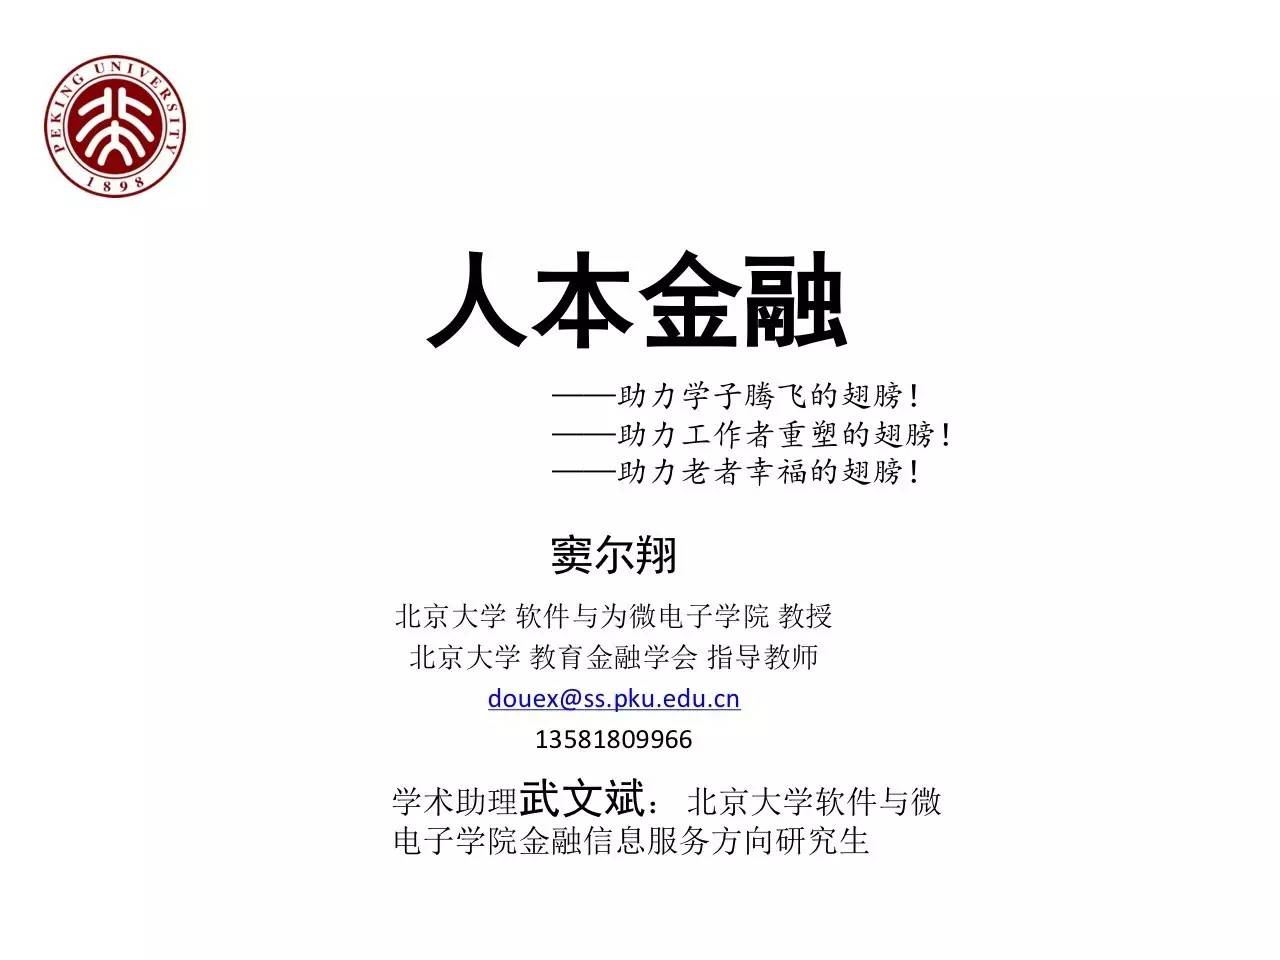 PEKING UNIVERSITY
1898
人本金融
——助力学子腾飞的翅膀！
——助力工作者重塑的翅膀！
——助力老者幸福的翅膀！
窦尔翔
北京大学 软件与为微电子学院 教授
北京大学 教育金融学会 指导教师
douex@ss.pku.edu.cn
13581809966
学术助理武文斌： 北京大学软件与微
电子学院金融信息服务方向研究生